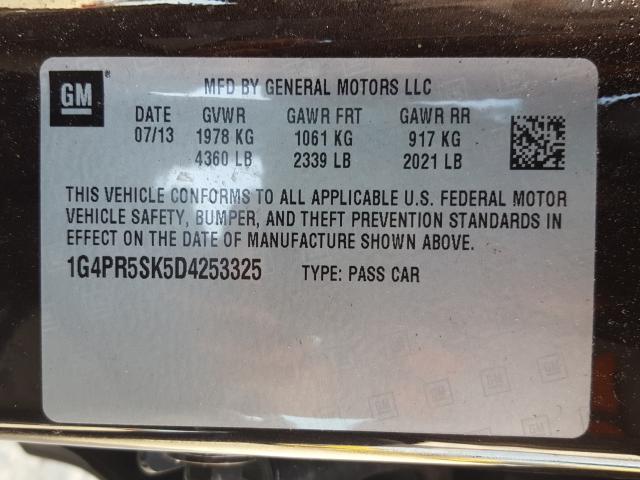 GM ® MFD BY GENERAL MOTORS LLC
DATE GVWR GAWR FRT GAWR RR
07/13 1978 KG 1061 KG 917 KG
4360 LB 2339 LB 2021 LB
THIS VEHICLE CONFORMS TO ALL APPLICABLE U.S. FEDERAL MOTOR
VEHICLE SAFETY, BUMPER, AND THEFT PREVENTION STANDARDS IN
EFFECT ON THE DATE OF MANUFACTURE SHOWN ABOVE.
1G4PR5SK5D4253325 TYPE: PASS CAR